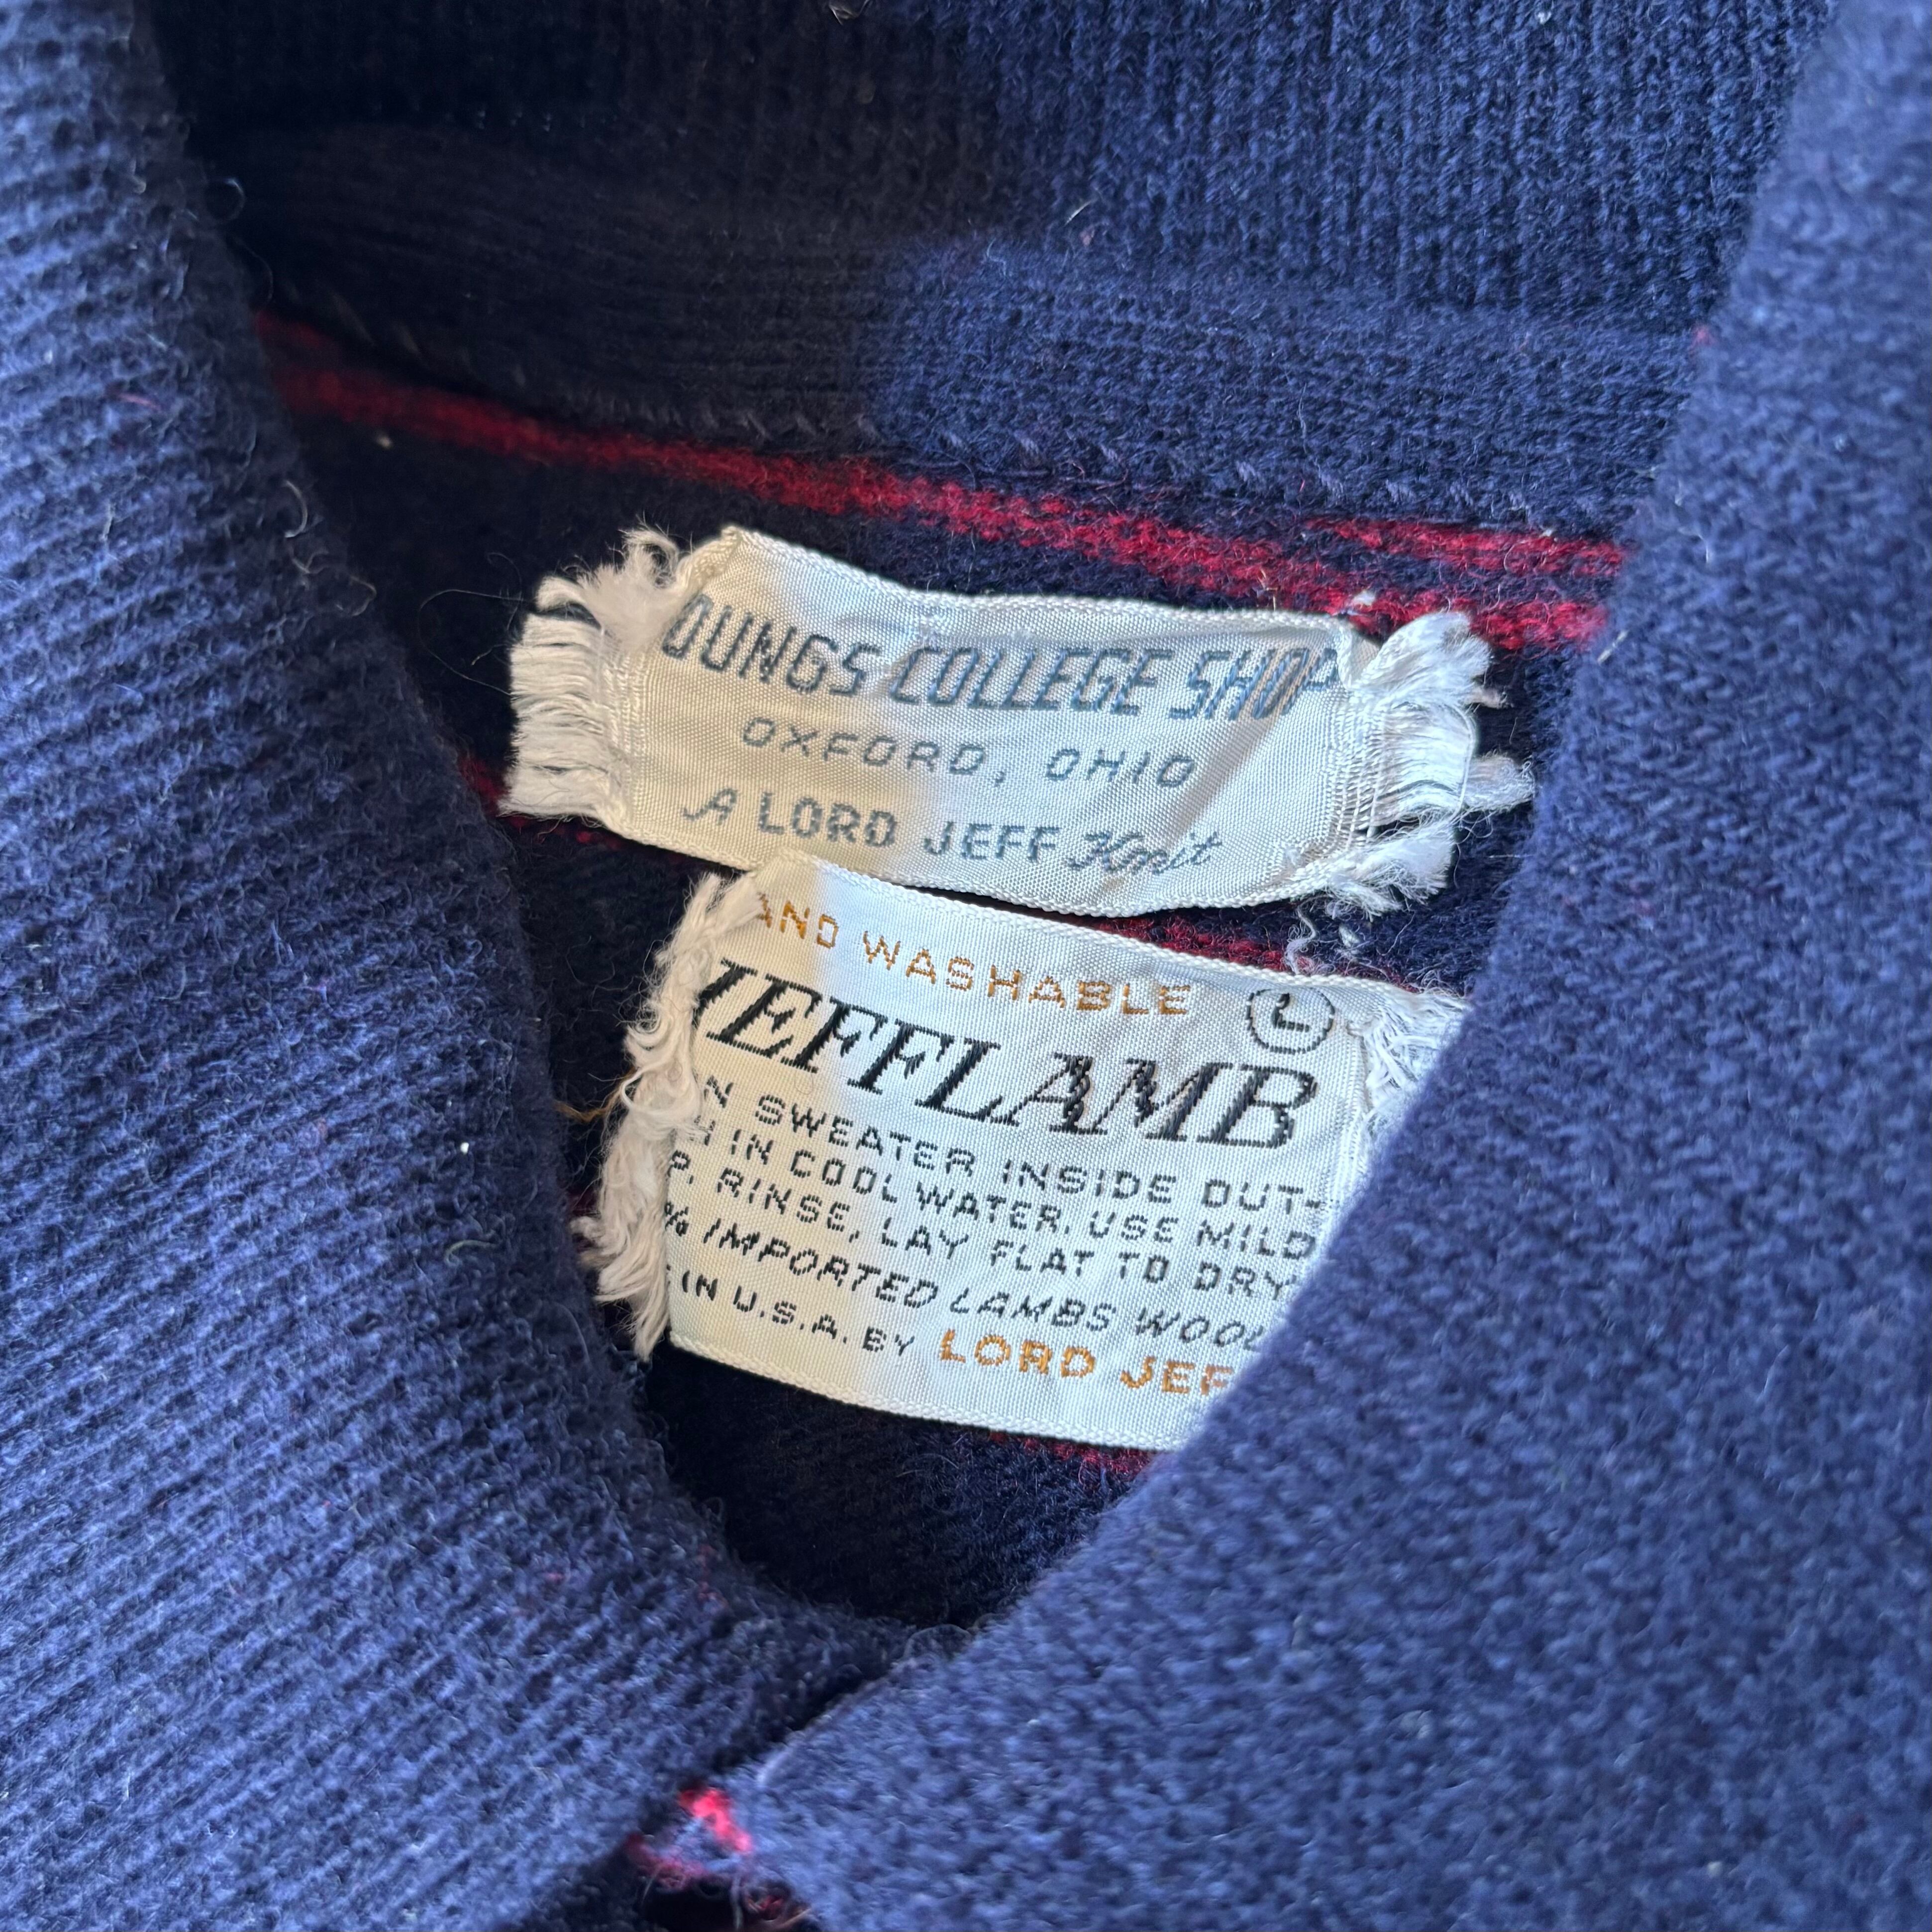 OUNGS COLLEGE SHOP
OXFORD, OHIO
A LORD JEFF Knit
AND WASHABLE L
JEFFLAMB
N SWEATER INSIDE OUT-
IN COOL WATER. USE MILD
P. RINSE, LAY FLAT TO DRY
% IMPORTED LAMBS WOOL
E IN U.S.A. BY LORD JEF